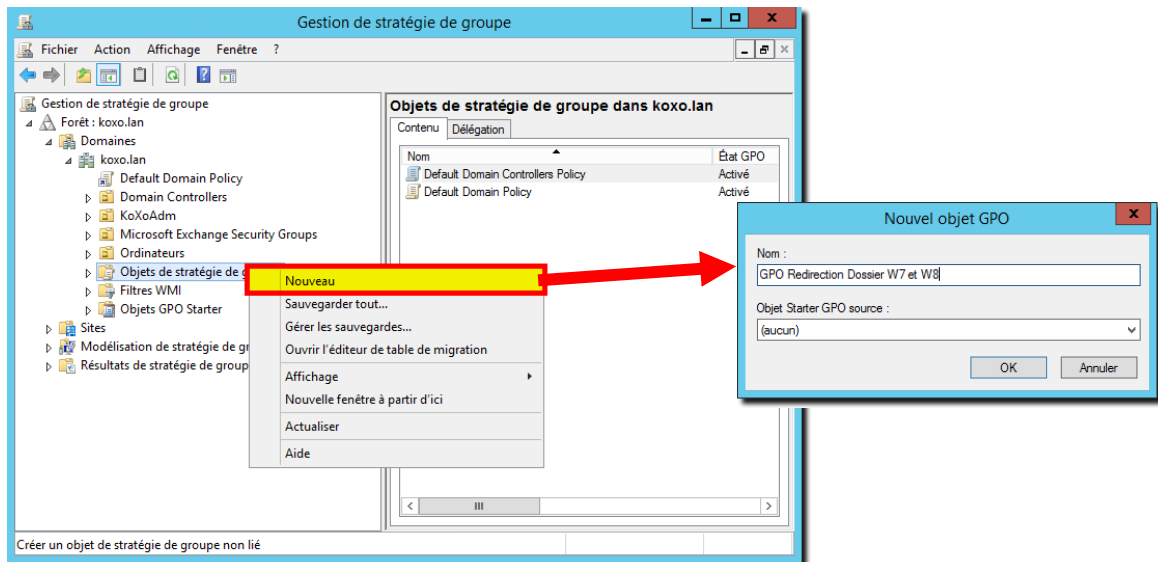 Gestion de stratégie de groupe
Fichier Action Affichage Fenêtre ?
Gestion de stratégie de groupe
Forêt : koxo.lan
Domaines
koxo.lan
Default Domain Policy
Domain Controllers
KoXoAdm
Microsoft Exchange Security Groups
Ordinateurs
Objets de stratégie de g
Filtres WMI
Objets GPO Starter
Sites
Modélisation de stratégie de gr
Résultats de stratégie de group
Nouveau
Sauvegarder tout...
Gérer les sauvegardes...
Ouvrir l'éditeur de table de migration
Affichage
Nouvelle fenêtre à partir d'ici
Actualiser
Aide
Objets de stratégie de groupe dans koxo.lan
Contenu Délégation
Nom État GPO
Default Domain Controllers Policy Activé
Default Domain Policy Activé
Créer un objet de stratégie de groupe non lié
Nouvel objet GPO
Nom :
GPO Redirection Dossier W7 et W8
Objet Starter GPO source :
(aucun)
OK Annuler